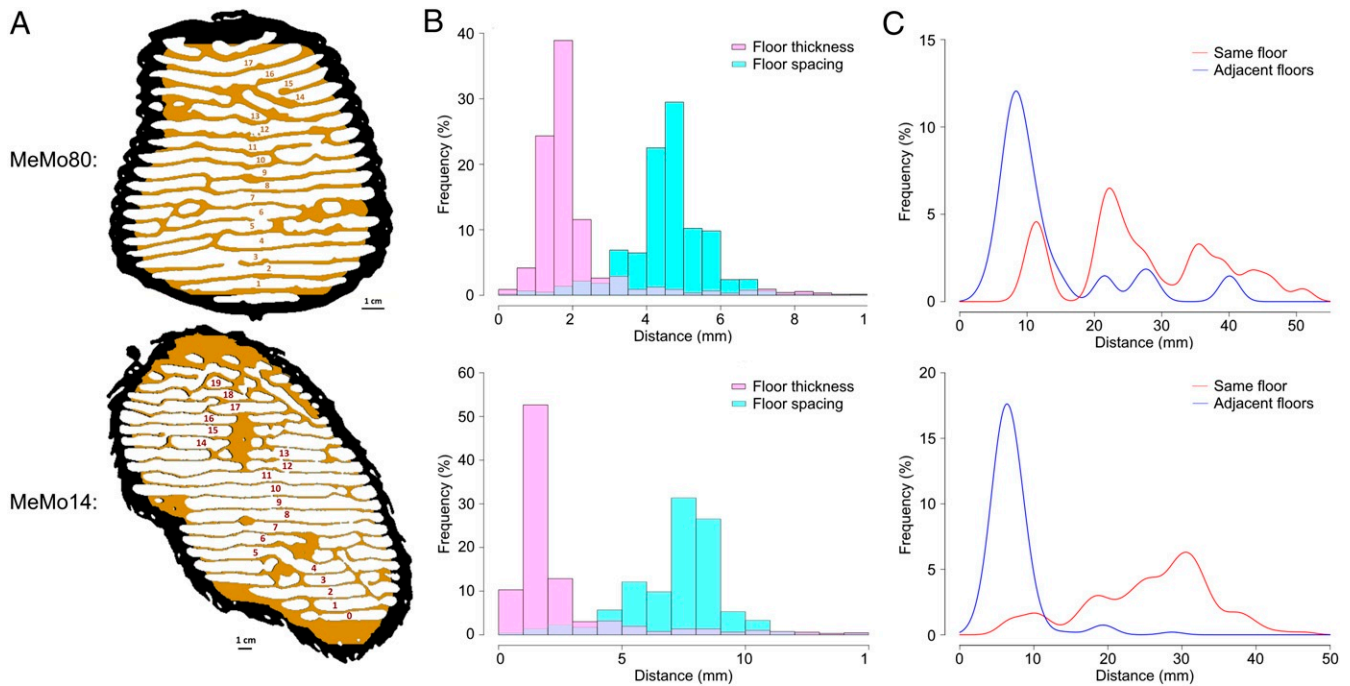 A
MeMo80:
17
16
15
14
13
12
11
10
9
8
7
6
5
4
3
2
1
1 cm
MeMo14:
19
18
17
16
15
14
13
12
11
10
9
8
7
6
5
4
3
2
1
0
1 cm
B
Floor thickness
Floor spacing
Frequency (%)
40
30
20
10
0
0 2 4 6 8 1
Distance (mm)
Floor thickness
Floor spacing
Frequency (%)
60
50
40
30
20
10
0
0 5 10 1
Distance (mm)
C
Same floor
Adjacent floors
Frequency (%)
15
10
5
0
0 10 20 30 40 50
Distance (mm)
Same floor
Adjacent floors
Frequency (%)
20
15
10
5
0
0 10 20 30 40 50
Distance (mm)